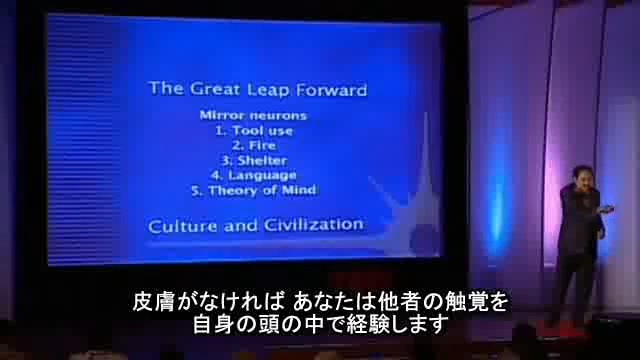 The Great Leap Forward
Mirror neurons
1. Tool use
2. Fire
3. Shelter
4. Language
5. Theory of Mind
Culture and Civilization
皮膚がなければ あなたは他者の触覚を
自身の頭の中で経験します